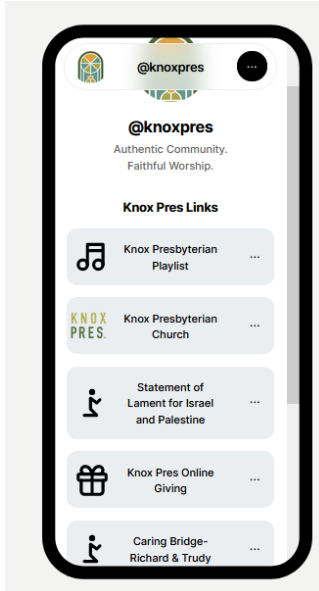 @knoxpres
...
@knoxpres
Authentic Community.
Faithful Worship.
Knox Pres Links
Knox Presbyterian
Playlist
...
KNOX
PRES.
Knox Presbyterian
Church
...
Statement of
Lament for Israel
and Palestine
...
Knox Pres Online
Giving
...
Caring Bridge-
Richard & Trudy
...